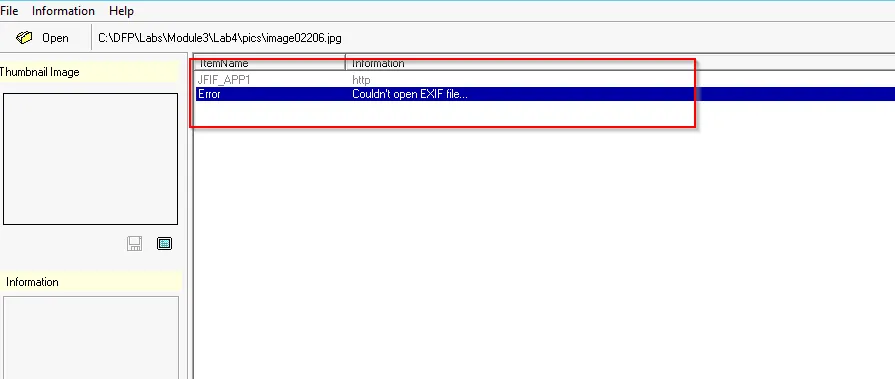 File Information Help
Open C:\DFP\Labs\Module3\Lab4\pics\image02206.jpg
Thumbnail Image
ItemName Information
JFIF_APP1 http
Error Couldn't open EXIF file...
Information